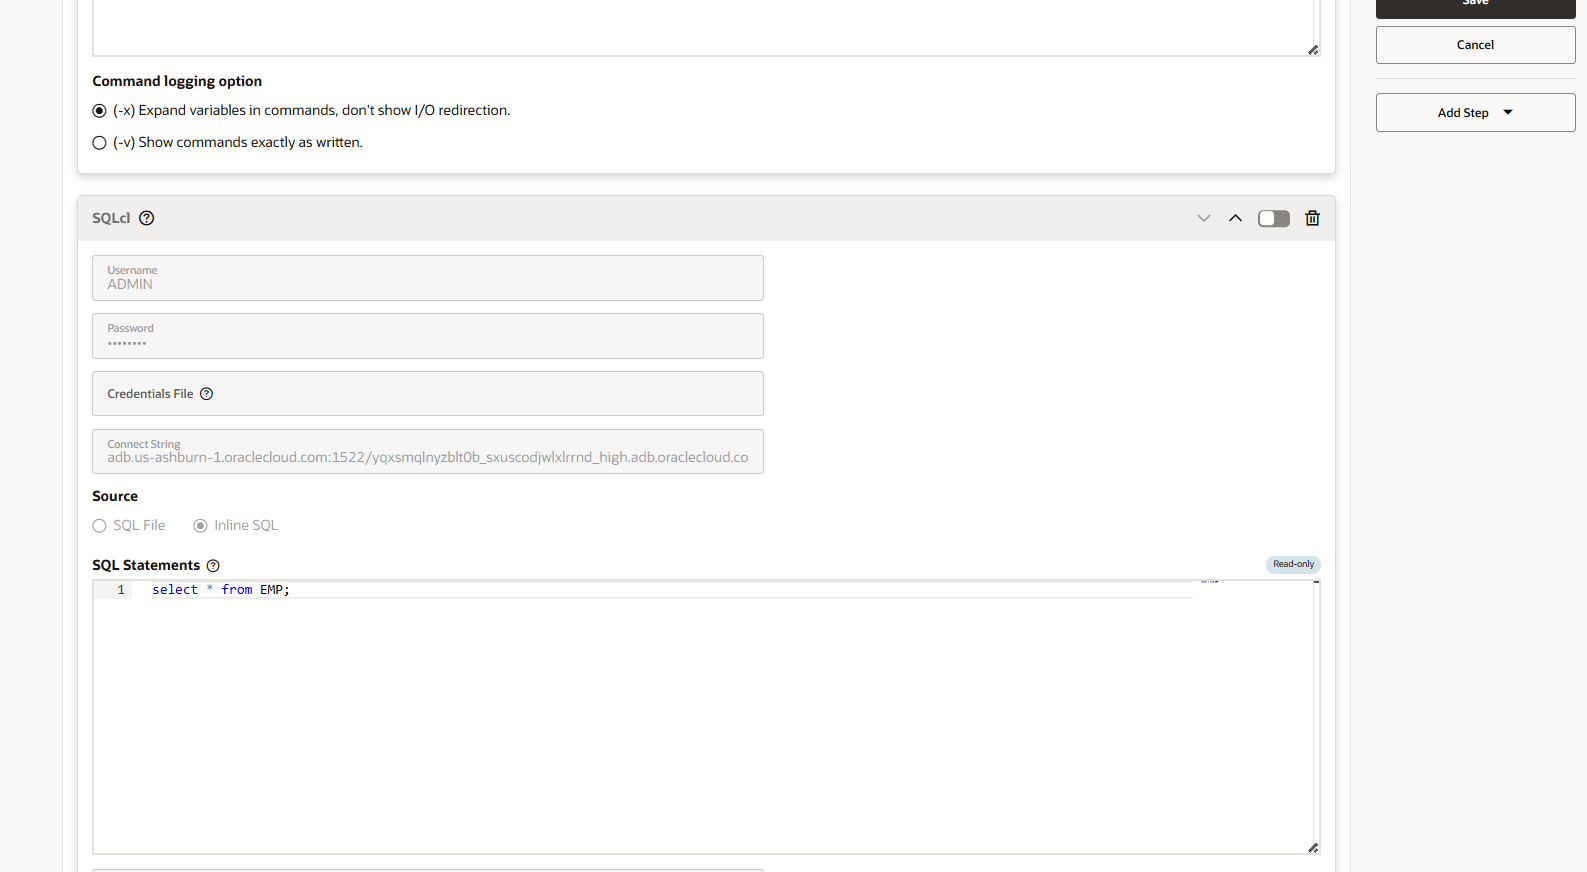 Save
Cancel
Add Step
Command logging option
(-x) Expand variables in commands, don't show I/O redirection.
(-v) Show commands exactly as written.
SQLcl
Username
ADMIN
Password
••••••••
Credentials File
Connect String
adb.us-ashburn-1.oraclecloud.com:1522/yqxsmqlnyzblt0b_sxuscodjwlxlrrnd_high.adb.oraclecloud.co
Source
SQL File
Inline SQL
SQL Statements
Read-only
1 select * from EMP;